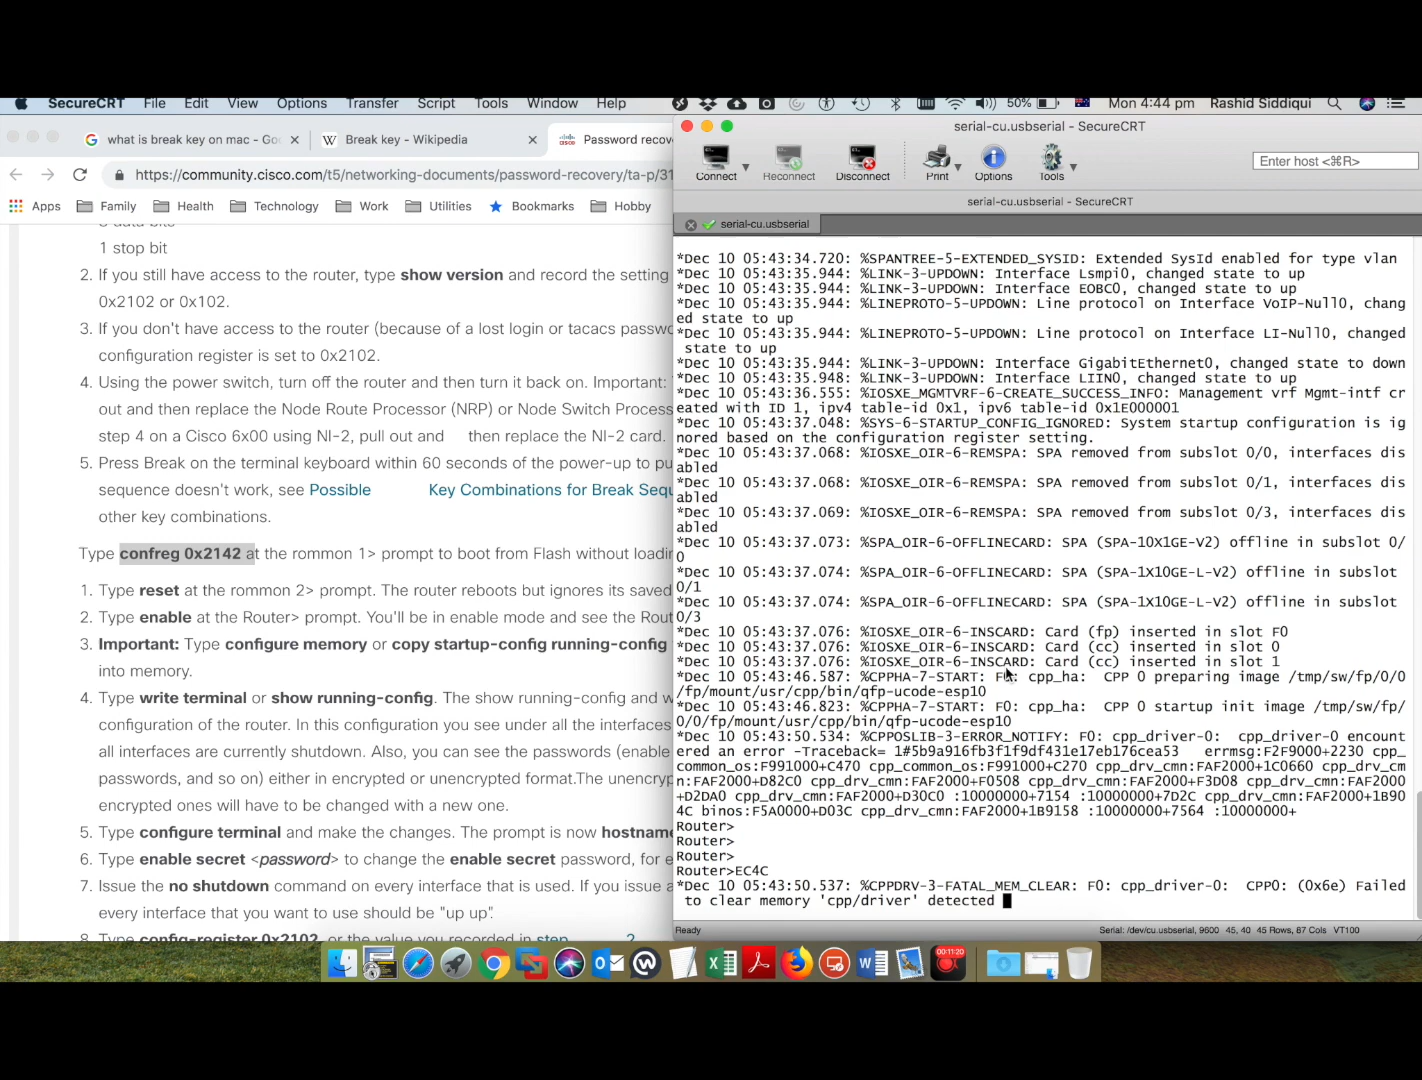 SecureCRT File Edit View Options Transfer Script Tools Window Help 50% Mon 4:44 pm Rashid Siddiqui
what is break key on mac - Go
Break key - Wikipedia
Password recov
https://community.cisco.com/t5/networking-documents/password-recovery/ta-p/31
Apps Family Health Technology Work Utilities Bookmarks Hobby
1 stop bit
2. If you still have access to the router, type show version and record the setting
0x2102 or 0x102.
3. If you don't have access to the router (because of a lost login or tacacs passwo
configuration register is set to 0x2102.
4. Using the power switch, turn off the router and then turn it back on. Important:
out and then replace the Node Route Processor (NRP) or Node Switch Process
step 4 on a Cisco 6x00 using NI-2, pull out and then replace the NI-2 card.
5. Press Break on the terminal keyboard within 60 seconds of the power-up to pu
sequence doesn't work, see Possible Key Combinations for Break Sequ
other key combinations.
Type confreg 0x2142 at the rommon 1> prompt to boot from Flash without loadin
1. Type reset at the rommon 2> prompt. The router reboots but ignores its saved
2. Type enable at the Router> prompt. You'll be in enable mode and see the Rout
3. Important: Type configure memory or copy startup-config running-config
into memory.
4. Type write terminal or show running-config. The show running-config and w
configuration of the router. In this configuration you see under all the interfaces
all interfaces are currently shutdown. Also, you can see the passwords (enable
passwords, and so on) either in encrypted or unencrypted format.The unencryp
encrypted ones will have to be changed with a new one.
5. Type configure terminal and make the changes. The prompt is now hostname
6. Type enable secret <password> to change the enable secret password, for e
7. Issue the no shutdown command on every interface that is used. If you issue a
every interface that you want to use should be "up up".
8. Type config-register 0x2102, or the value you recorded in step 2
serial-cu.usbserial - SecureCRT
Connect Reconnect Disconnect Print Options Tools
Enter host <⌘R>
serial-cu.usbserial - SecureCRT
serial-cu.usbserial
*Dec 10 05:43:34.720: %SPANTREE-5-EXTENDED_SYSID: Extended SysId enabled for type vlan
*Dec 10 05:43:35.944: %LINK-3-UPDOWN: Interface Lsmpi0, changed state to up
*Dec 10 05:43:35.944: %LINK-3-UPDOWN: Interface EOBC0, changed state to up
*Dec 10 05:43:35.944: %LINEPROTO-5-UPDOWN: Line protocol on Interface VoIP-Null0, chang
ed state to up
*Dec 10 05:43:35.944: %LINEPROTO-5-UPDOWN: Line protocol on Interface LI-Null0, changed
state to up
*Dec 10 05:43:35.944: %LINK-3-UPDOWN: Interface GigabitEthernet0, changed state to down
*Dec 10 05:43:35.948: %LINK-3-UPDOWN: Interface LIIN0, changed state to up
*Dec 10 05:43:36.555: %IOSXE_MGMTVRF-6-CREATE_SUCCESS_INFO: Management vrf Mgmt-intf cr
eated with ID 1, ipv4 table-id 0x1, ipv6 table-id 0x1E000001
*Dec 10 05:43:37.048: %SYS-6-STARTUP_CONFIG_IGNORED: System startup configuration is ig
nored based on the configuration register setting.
*Dec 10 05:43:37.068: %IOSXE_OIR-6-REMSPA: SPA removed from subslot 0/0, interfaces dis
abled
*Dec 10 05:43:37.068: %IOSXE_OIR-6-REMSPA: SPA removed from subslot 0/1, interfaces dis
abled
*Dec 10 05:43:37.069: %IOSXE_OIR-6-REMSPA: SPA removed from subslot 0/3, interfaces dis
abled
*Dec 10 05:43:37.073: %SPA_OIR-6-OFFLINECARD: SPA (SPA-10X1GE-V2) offline in subslot 0/
0
*Dec 10 05:43:37.074: %SPA_OIR-6-OFFLINECARD: SPA (SPA-1X10GE-L-V2) offline in subslot
0/1
*Dec 10 05:43:37.074: %SPA_OIR-6-OFFLINECARD: SPA (SPA-1X10GE-L-V2) offline in subslot
0/3
*Dec 10 05:43:37.076: %IOSXE_OIR-6-INSCARD: Card (fp) inserted in slot F0
*Dec 10 05:43:37.076: %IOSXE_OIR-6-INSCARD: Card (cc) inserted in slot 0
*Dec 10 05:43:37.076: %IOSXE_OIR-6-INSCARD: Card (cc) inserted in slot 1
*Dec 10 05:43:46.587: %CPPHA-7-START: F0: cpp_ha: CPP 0 preparing image /tmp/sw/fp/0/0
/fp/mount/usr/cpp/bin/qfp-ucode-esp10
*Dec 10 05:43:46.823: %CPPHA-7-START: F0: cpp_ha: CPP 0 startup init image /tmp/sw/fp/
0/0/fp/mount/usr/cpp/bin/qfp-ucode-esp10
*Dec 10 05:43:50.534: %CPPOSLIB-3-ERROR_NOTIFY: F0: cpp_driver-0: cpp_driver-0 encount
ered an error -Traceback= 1#5b9a916fb3f1f9df431e17eb176cea53 errmsg:F2F9000+2230 cpp_
common_os:F991000+C470 cpp_common_os:F991000+C270 cpp_drv_cmn:FAF2000+1C0660 cpp_drv_cm
n:FAF2000+D82C0 cpp_drv_cmn:FAF2000+F0508 cpp_drv_cmn:FAF2000+F3D08 cpp_drv_cmn:FAF2000
+D2DA0 cpp_drv_cmn:FAF2000+D30C0 :10000000+7154 :10000000+7D2C cpp_drv_cmn:FAF2000+1B90
4C binos:F5A0000+D03C cpp_drv_cmn:FAF2000+1B9158 :10000000+7564 :10000000+
Router>
Router>
Router>
Router>EC4C
*Dec 10 05:43:50.537: %CPPDRV-3-FATAL_MEM_CLEAR: F0: cpp_driver-0: CPP0: (0x6e) Failed
to clear memory 'cpp/driver' detected
Ready
Serial: /dev/cu.usbserial, 9600 45, 40 45 Rows, 87 Cols VT100
00:11:20